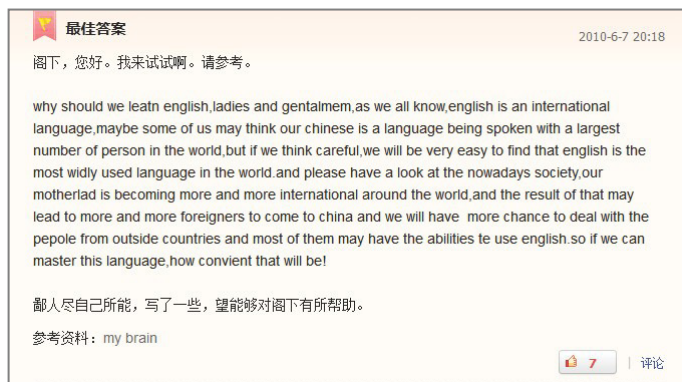 最佳答案
2010-6-7 20:18
阁下，您好。我来试试啊。请参考。
why should we leatn english,ladies and gentalmem,as we all know,english is an international
language,maybe some of us may think our chinese is a language being spoken with a largest
number of person in the world,but if we think careful,we will be very easy to find that english is the
most widly used language in the world.and please have a look at the nowadays society,our
motherlad is becoming more and more international around the world,and the result of that may
lead to more and more foreigners to come to china and we will have more chance to deal with the
pepole from outside countries and most of them may have the abilities te use english.so if we can
master this language,how convient that will be!
鄙人尽自己所能，写了一些，望能够对阁下有所帮助。
参考资料：my brain
7 | 评论